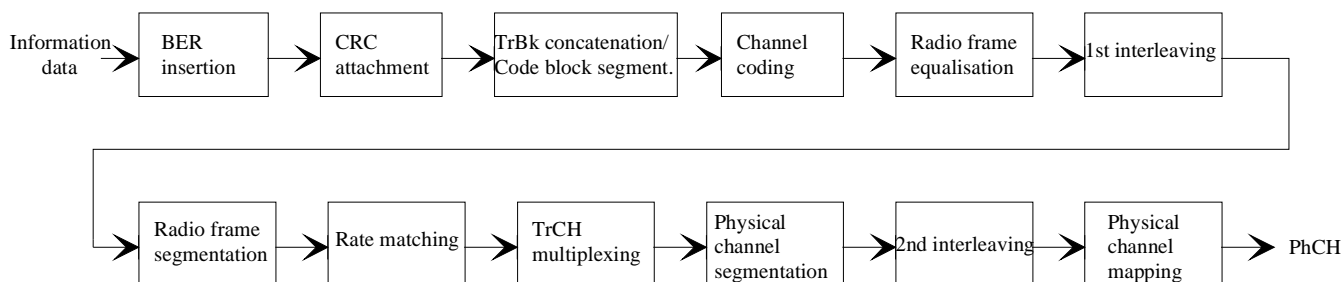 Information
data
BER
insertion
CRC
attachment
TrBk concatenation/
Code block segment.
Channel
coding
Radio frame
equalisation
1st interleaving
Radio frame
segmentation
Rate matching
TrCH
multiplexing
Physical
channel
segmentation
2nd interleaving
Physical
channel
mapping
PhCH